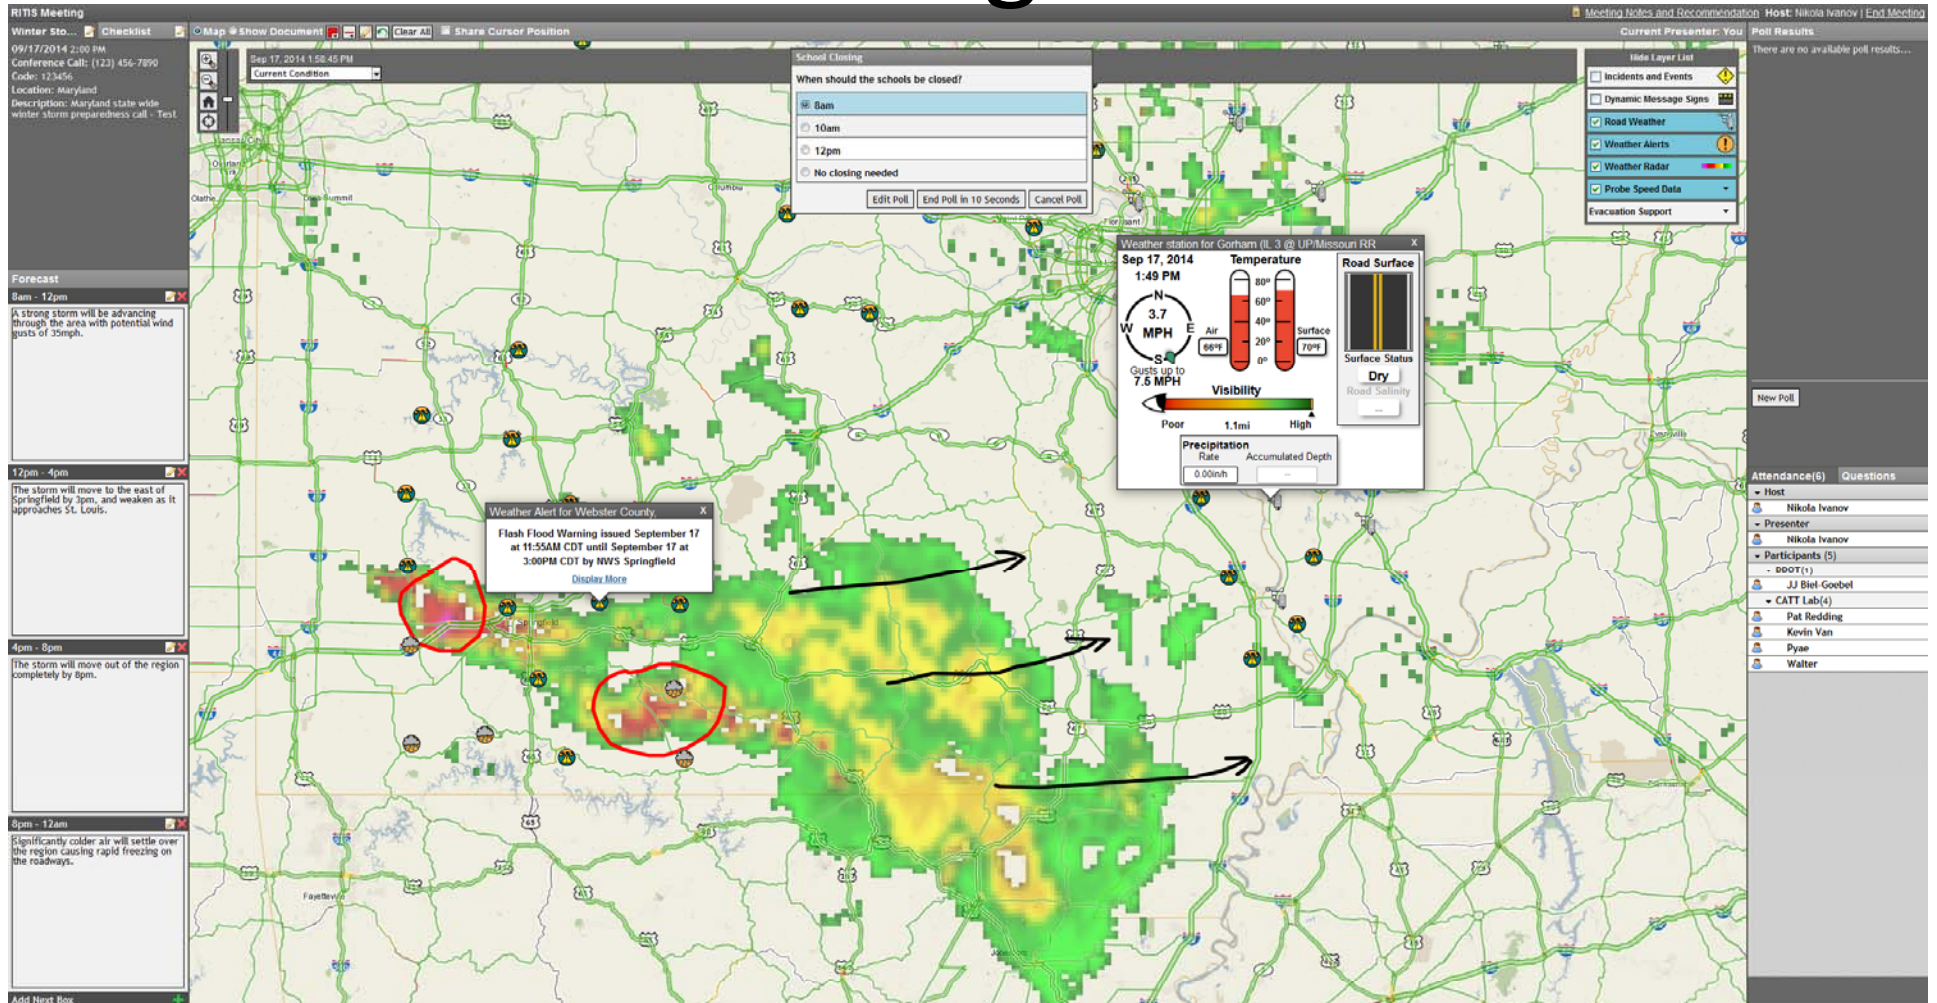 RITIS Meeting
Meeting Notes and Recommendation Host: Nikola Ivanov | End Meeting
Winter Sto... Checklist
Map Show Document Clear All Share Cursor Position
Current Presenter: You
Poll Results
09/17/2014 2:00 PM
Conference Call: (123) 456-7890
Code: 123456
Location: Maryland
Description: Maryland state wide
winter storm preparedness call - Test
Sep 17, 2014 1:58:45 PM
Current Condition
School Closing
When should the schools be closed?
8am
10am
12pm
No closing needed
Edit Poll End Poll in 10 Seconds Cancel Poll
Hide Layer List
Incidents and Events
Dynamic Message Signs
Road Weather
Weather Alerts
Weather Radar
Probe Speed Data
Evacuation Support
There are no available poll results...
New Poll
Forecast
8am - 12pm
A strong storm will be advancing
through the area with potential wind
gusts of 35mph.
12pm - 4pm
The storm will move to the east of
Springfield by 3pm, and weaken as it
approaches St. Louis.
4pm - 8pm
The storm will move out of the region
completely by 8pm.
8pm - 12am
Significantly colder air will settle over
the region causing rapid freezing on
the roadways.
Add Next Box
Weather station for Gorham (IL 3 @ UP/Missouri RR X
Sep 17, 2014
1:49 PM
N
W E
S
3.7
MPH
Gusts up to
7.5 MPH
Temperature
80º
60º
40º
20º
0º
Air
66ºF
Surface
70ºF
Road Surface
Surface Status
Dry
Road Salinity
--
Visibility
Poor 1.1mi High
Precipitation
Rate Accumulated Depth
0.00in/h --
Weather Alert for Webster County, X
Flash Flood Warning issued September 17
at 11:55AM CDT until September 17 at
3:00PM CDT by NWS Springfield
Display More
Attendance(6) Questions
Host
Nikola Ivanov
Presenter
Nikola Ivanov
Participants (5)
DDOT(1)
JJ Biel-Goebel
CATT Lab(4)
Pat Redding
Kevin Van
Pyae
Walter
Olathe
Columbia
Springfield
Fayetteville